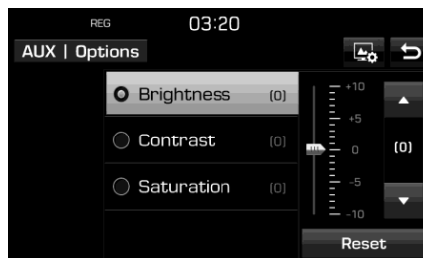 REG 03:20
AUX | Options
Brightness (0)
Contrast (0)
Saturation (0)
+10
+5
0
-5
-10
(0)
Reset